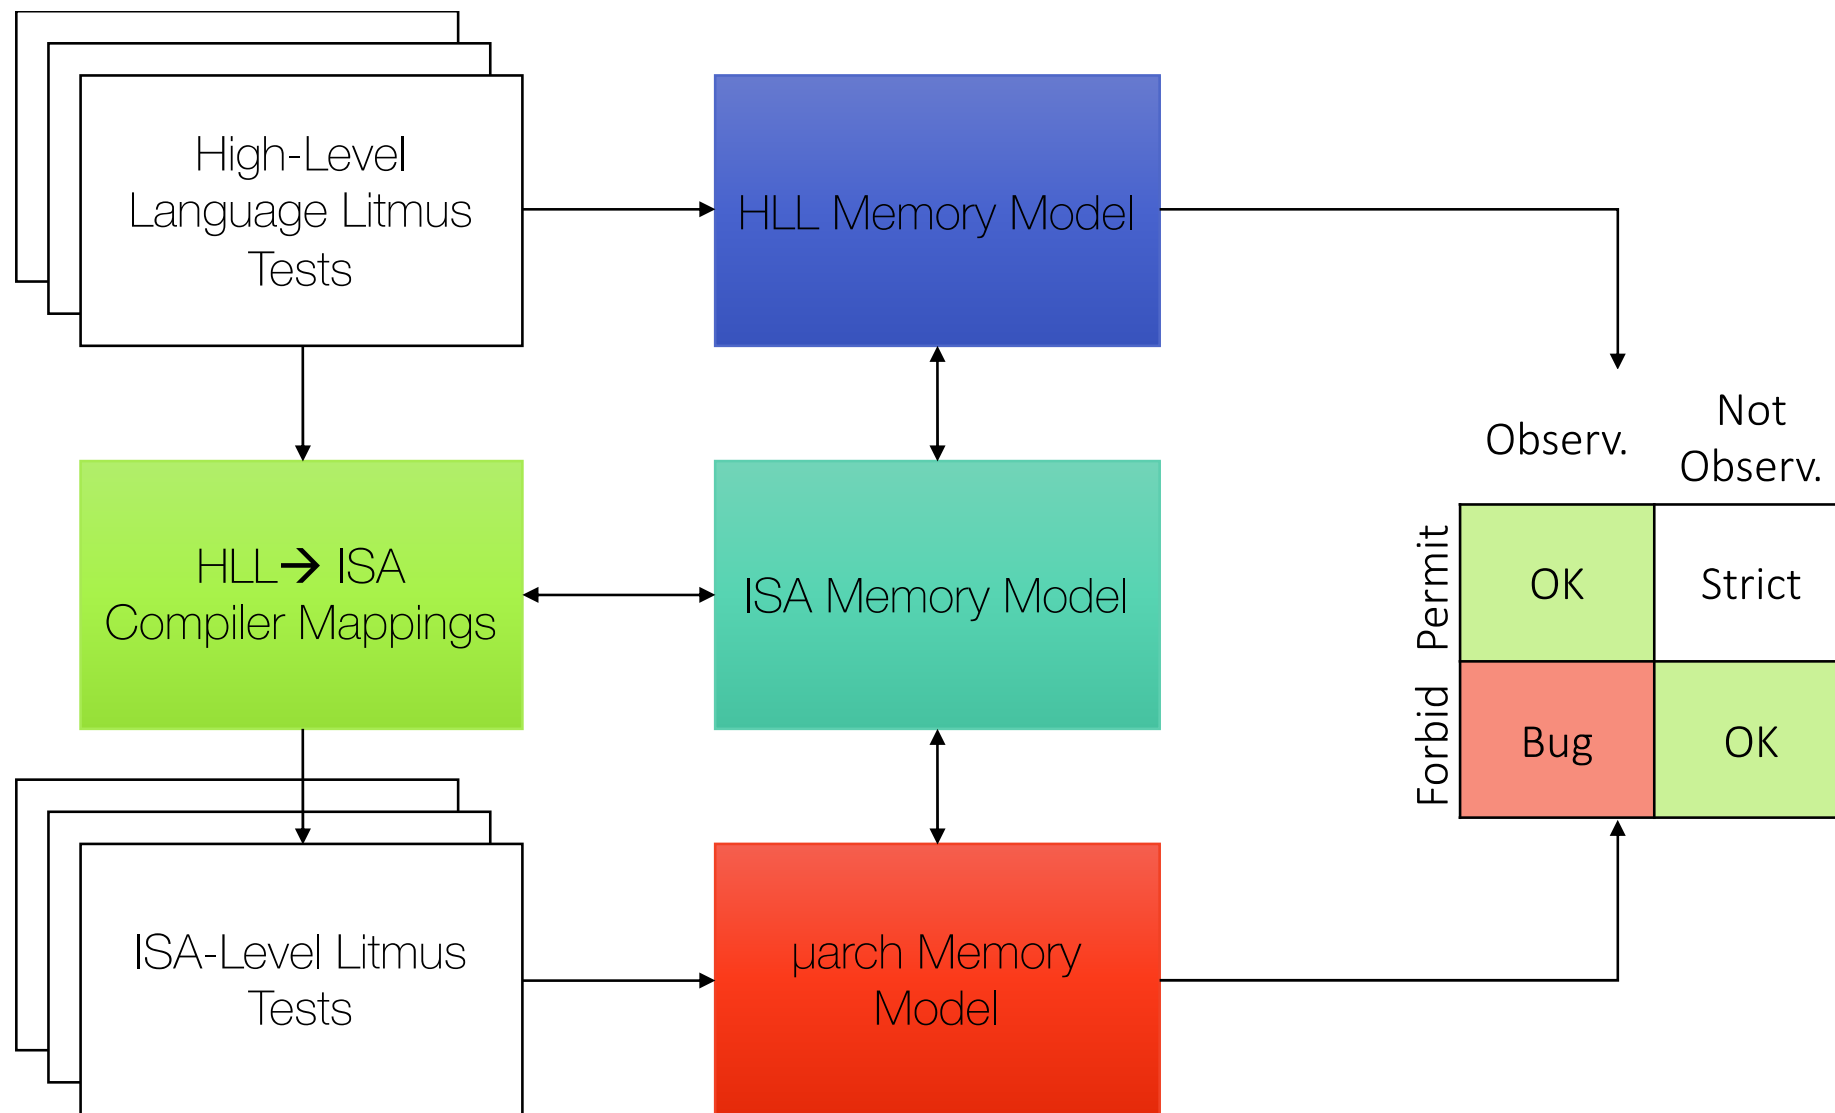 High-Level
Language Litmus
Tests
HLL Memory Model
HLL→ ISA
Compiler Mappings
ISA Memory Model
ISA-Level Litmus
Tests
µarch Memory
Model
Observ.
Not
Observ.
Permit
OK
Strict
Forbid
Bug
OK